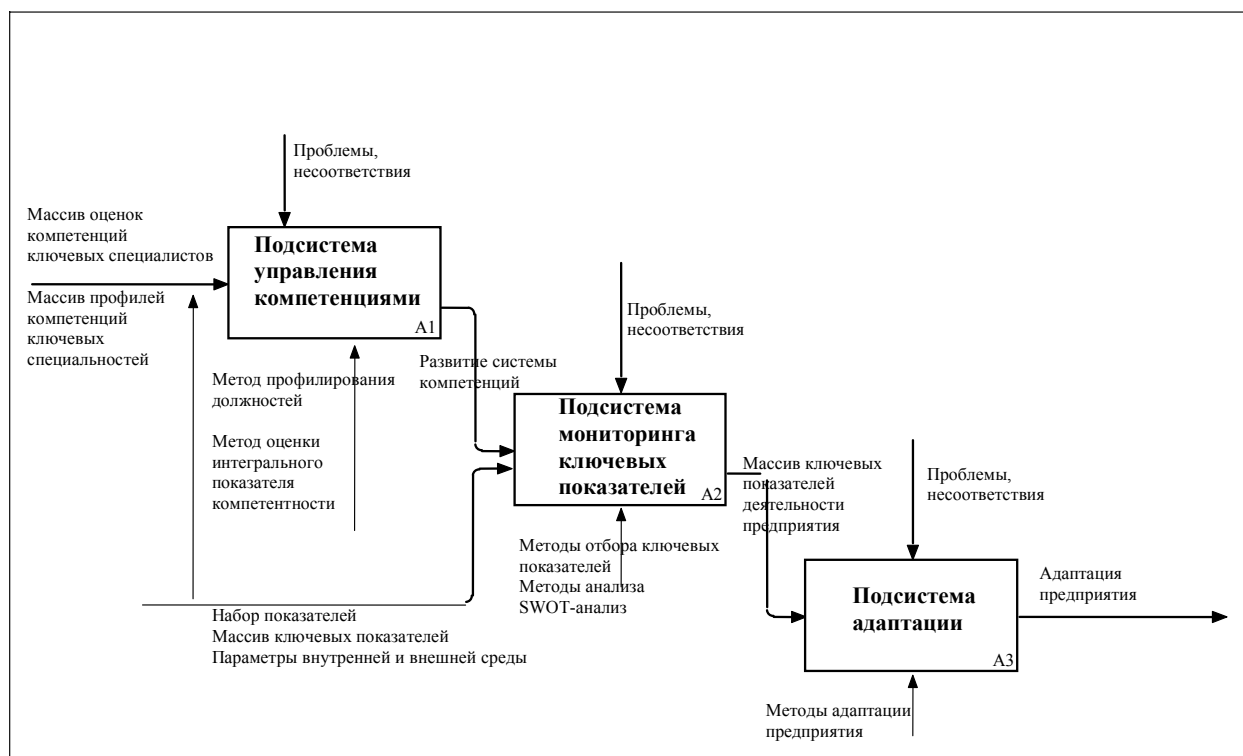 Проблемы,
несоответствия
Массив оценок
компетенций
ключевых специалистов
Массив профилей
компетенций
ключевых
специальностей
Подсистема
управления
компетенциями
A1
Метод профилирования
должностей
Метод оценки
интегрального
показателя
компетентности
Развитие системы
компетенций
Проблемы,
несоответствия
Подсистема
мониторинга
ключевых
показателей
A2
Методы отбора ключевых
показателей
Методы анализа
SWOT-анализ
Набор показателей
Массив ключевых показателей
Параметры внутренней и внешней среды
Массив ключевых
показателей
деятельности
предприятия
Проблемы,
несоответствия
Подсистема
адаптации
A3
Адаптация
предприятия
Методы адаптации
предприятия